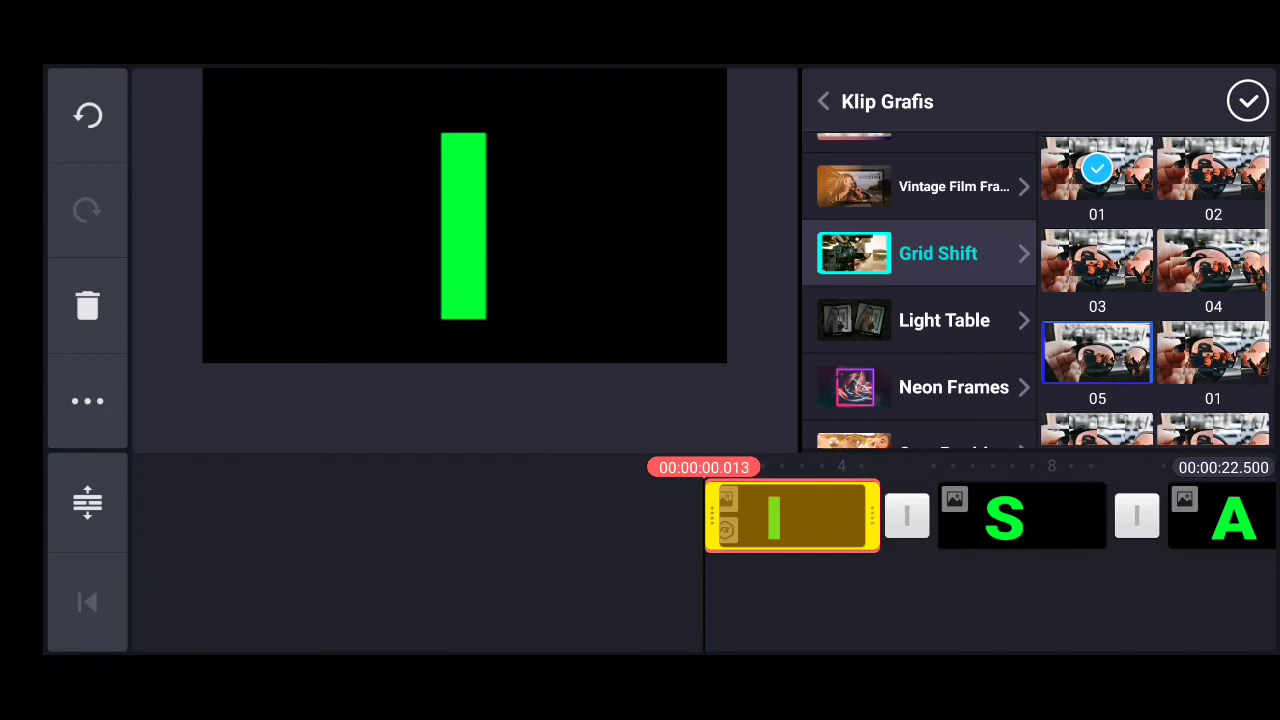 Klip Grafis
Vintage Film Fra...
Grid Shift
Light Table
Neon Frames
01
02
03
04
05
01
I
00:00:00.013
4
8
00:00:22.500
I
S
A